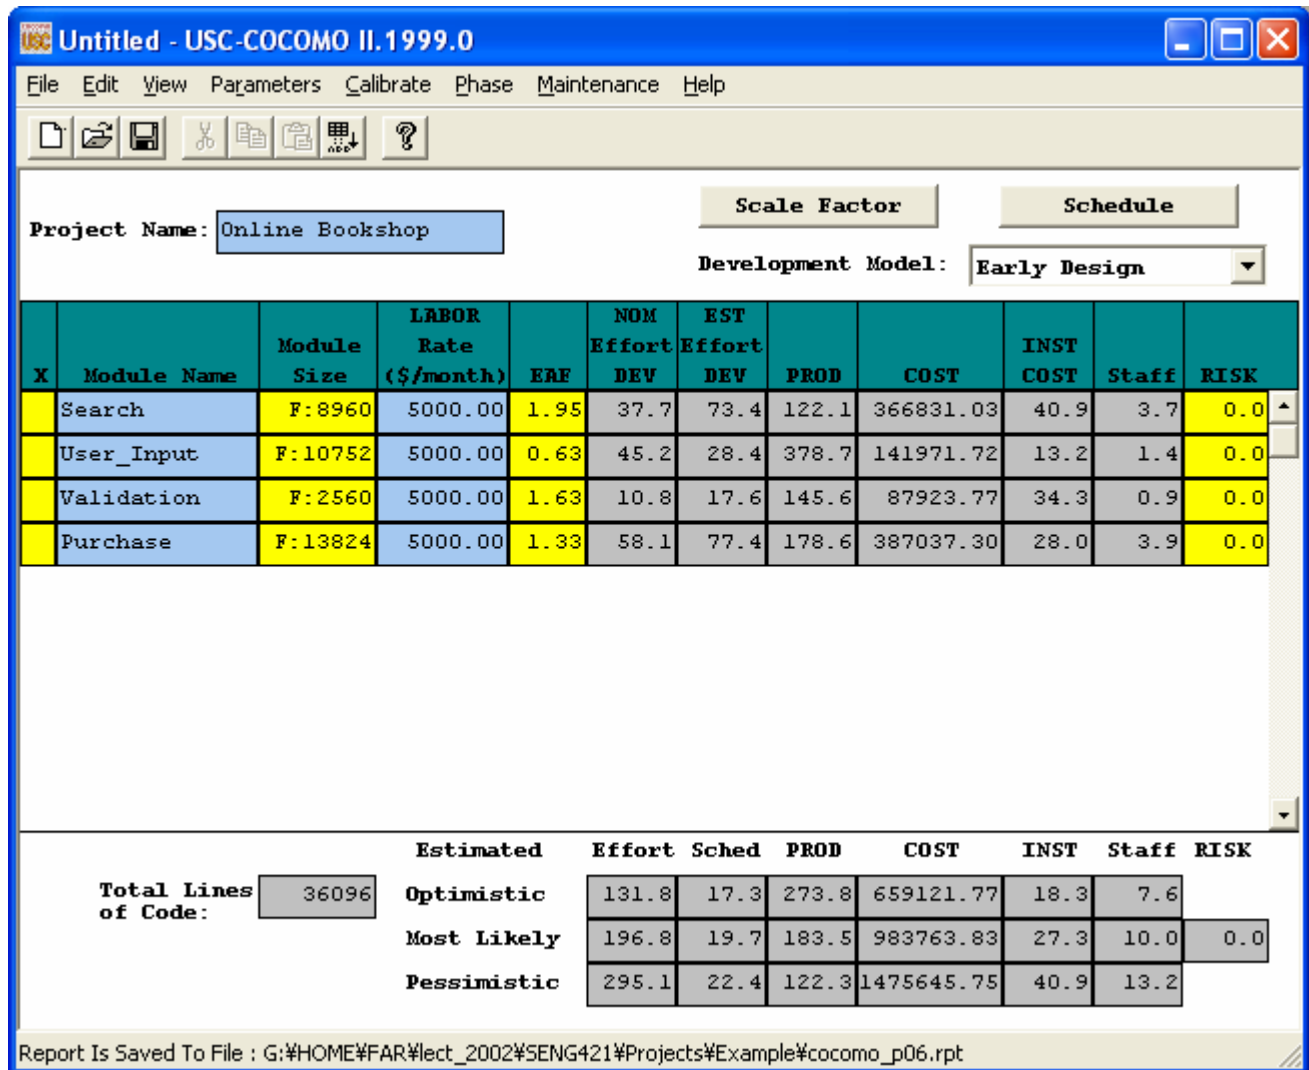 Untitled - USC-COCOMO II.1999.0
File Edit View Parameters Calibrate Phase Maintenance Help
Project Name: Online Bookshop
Scale Factor Schedule
Development Model: Early Design
X Module Name Module Size LABOR Rate ($/month) EAF NOM Effort DEV EST Effort DEV PROD COST INST COST Staff RISK
Search F:8960 5000.00 1.95 37.7 73.4 122.1 366831.03 40.9 3.7 0.0
User_Input F:10752 5000.00 0.63 45.2 28.4 378.7 141971.72 13.2 1.4 0.0
Validation F:2560 5000.00 1.63 10.8 17.6 145.6 87923.77 34.3 0.9 0.0
Purchase F:13824 5000.00 1.33 58.1 77.4 178.6 387037.30 28.0 3.9 0.0
Estimated Effort Sched PROD COST INST Staff RISK
Total Lines of Code: 36096
Optimistic 131.8 17.3 273.8 659121.77 18.3 7.6
Most Likely 196.8 19.7 183.5 983763.83 27.3 10.0 0.0
Pessimistic 295.1 22.4 122.3 1475645.75 40.9 13.2
Report Is Saved To File : G:¥HOME¥FAR¥lect_2002¥SENG421¥Projects¥Example¥cocomo_p06.rpt